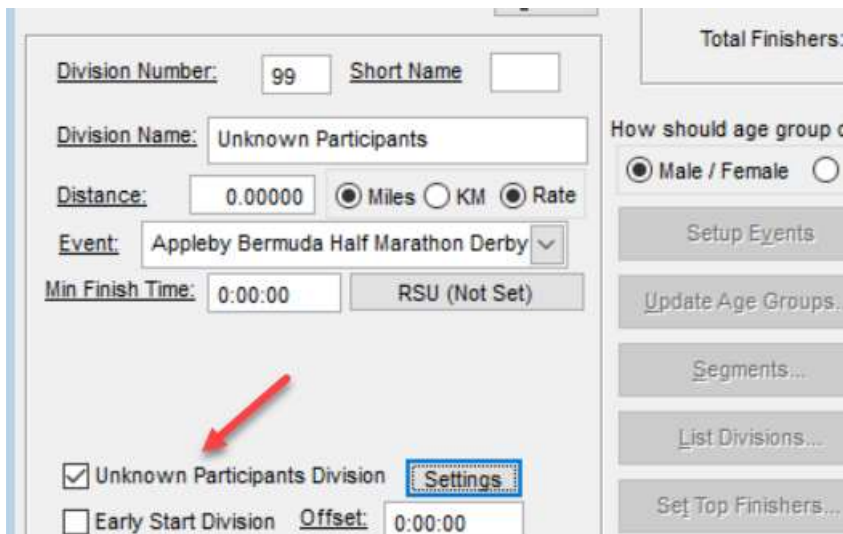 Total Finishers:
Division Number: 99 Short Name
Division Name: Unknown Participants
How should age group
Male / Female
Distance: 0.00000 Miles KM Rate
Event: Appleby Bermuda Half Marathon Derby
Setup Events
Min Finish Time: 0:00:00 RSU (Not Set)
Update Age Groups...
Segments...
List Divisions...
Unknown Participants Division Settings
Set Top Finishers...
Early Start Division Offset: 0:00:00